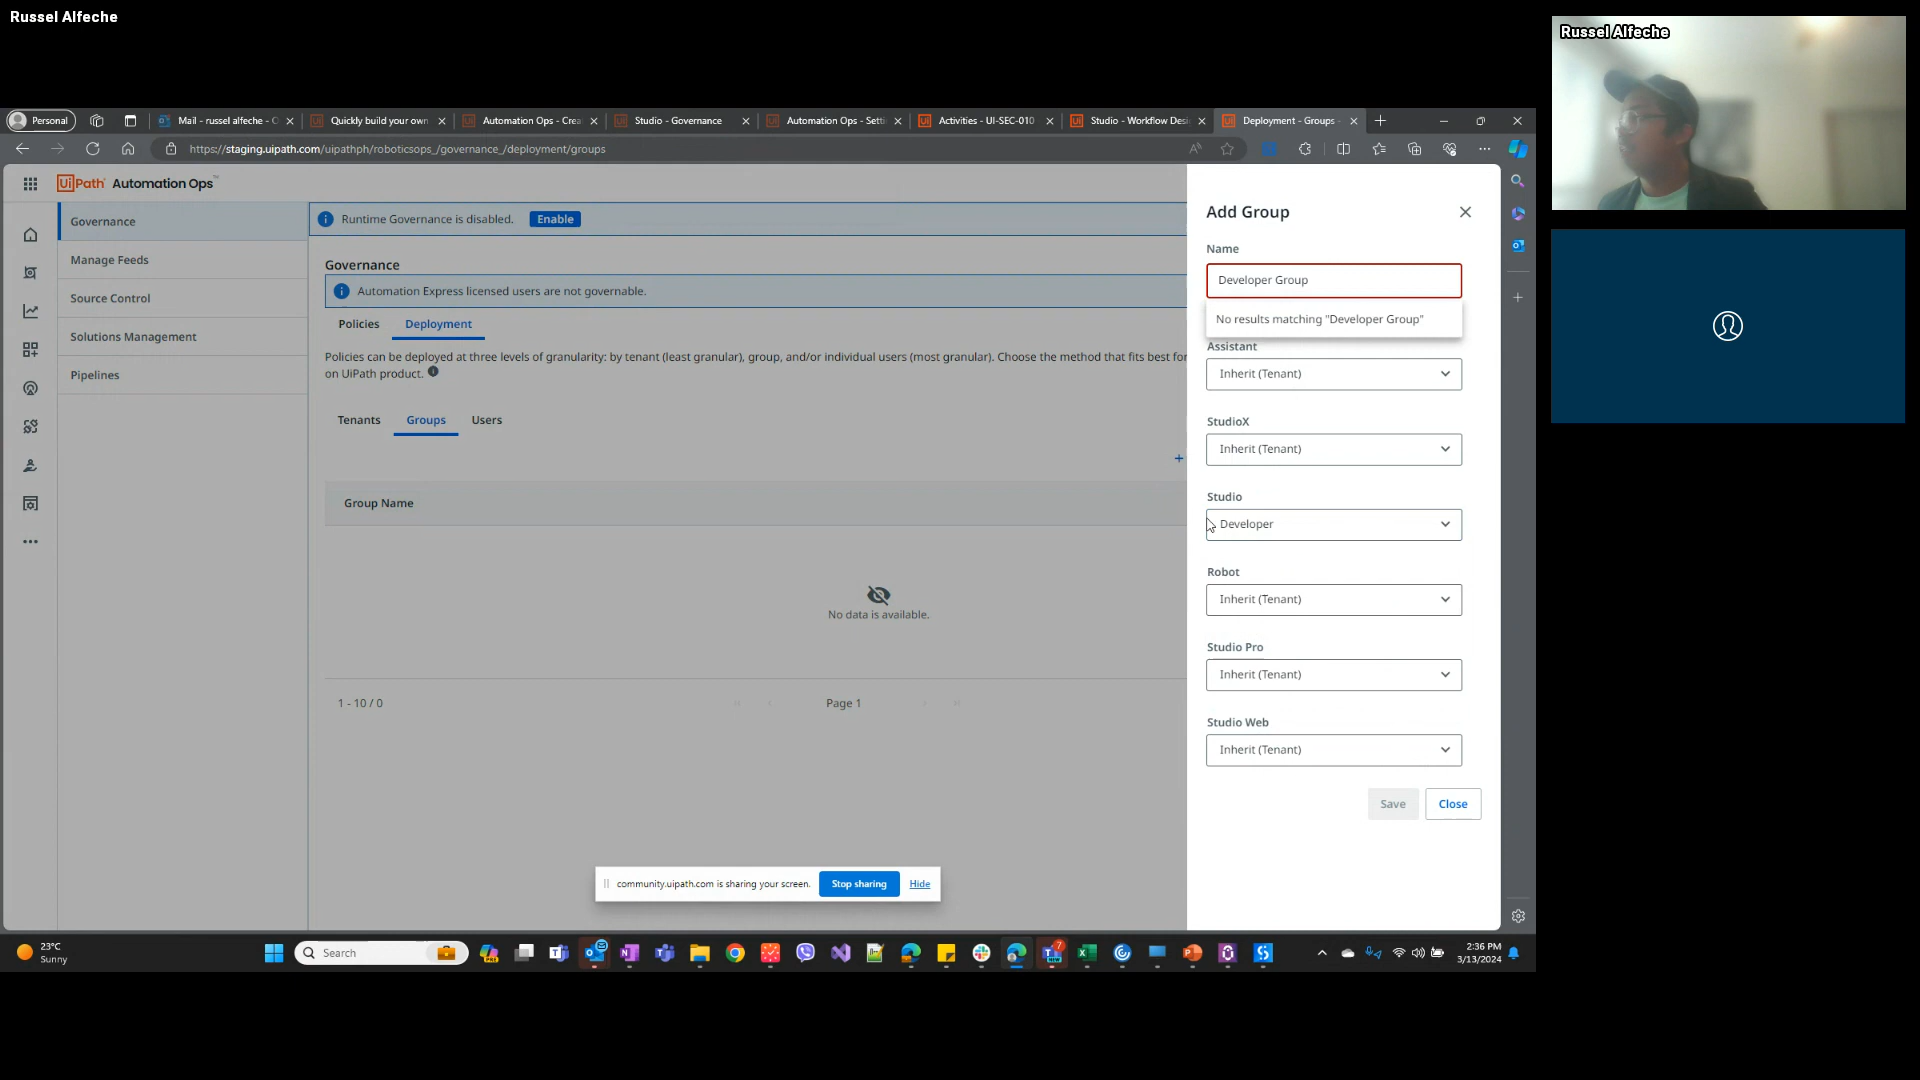 Russel Alfeche
Russel Alfeche
Personal
Mail - russel alfeche - O
Quickly build your own
Automation Ops - Crea
Studio - Governance
Automation Ops - Setti
Activities - UI-SEC-010
Studio - Workflow Desi
Deployment - Groups -
https://staging.uipath.com/uipathph/roboticsops_/governance_/deployment/groups
UiPath Automation Ops™
Governance
Manage Feeds
Source Control
Solutions Management
Pipelines
Runtime Governance is disabled. Enable
Governance
Automation Express licensed users are not governable.
Policies Deployment
Policies can be deployed at three levels of granularity: by tenant (least granular), group, and/or individual users (most granular). Choose the method that fits best for
on UiPath product.
Tenants Groups Users
Group Name
No data is available.
1 - 10 / 0 Page 1
Add Group
Name
Developer Group
No results matching "Developer Group"
Assistant
Inherit (Tenant)
StudioX
Inherit (Tenant)
Studio
Developer
Robot
Inherit (Tenant)
Studio Pro
Inherit (Tenant)
Studio Web
Inherit (Tenant)
Save Close
community.uipath.com is sharing your screen. Stop sharing Hide
23°C
Sunny
Search
2:36 PM
3/13/2024